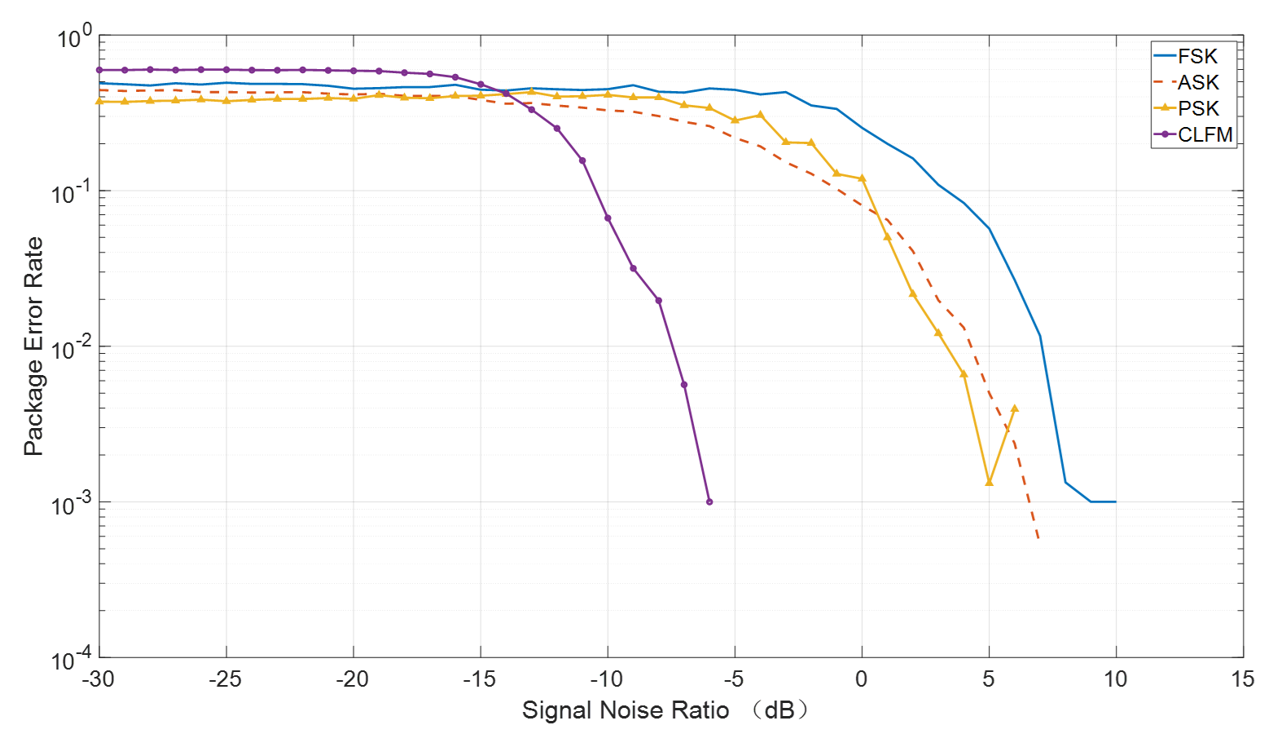 10^0
10^-1
10^-2
10^-3
10^-4
Package Error Rate
-30 -25 -20 -15 -10 -5 0 5 10 15
Signal Noise Ratio （dB）
FSK
ASK
PSK
CLFM